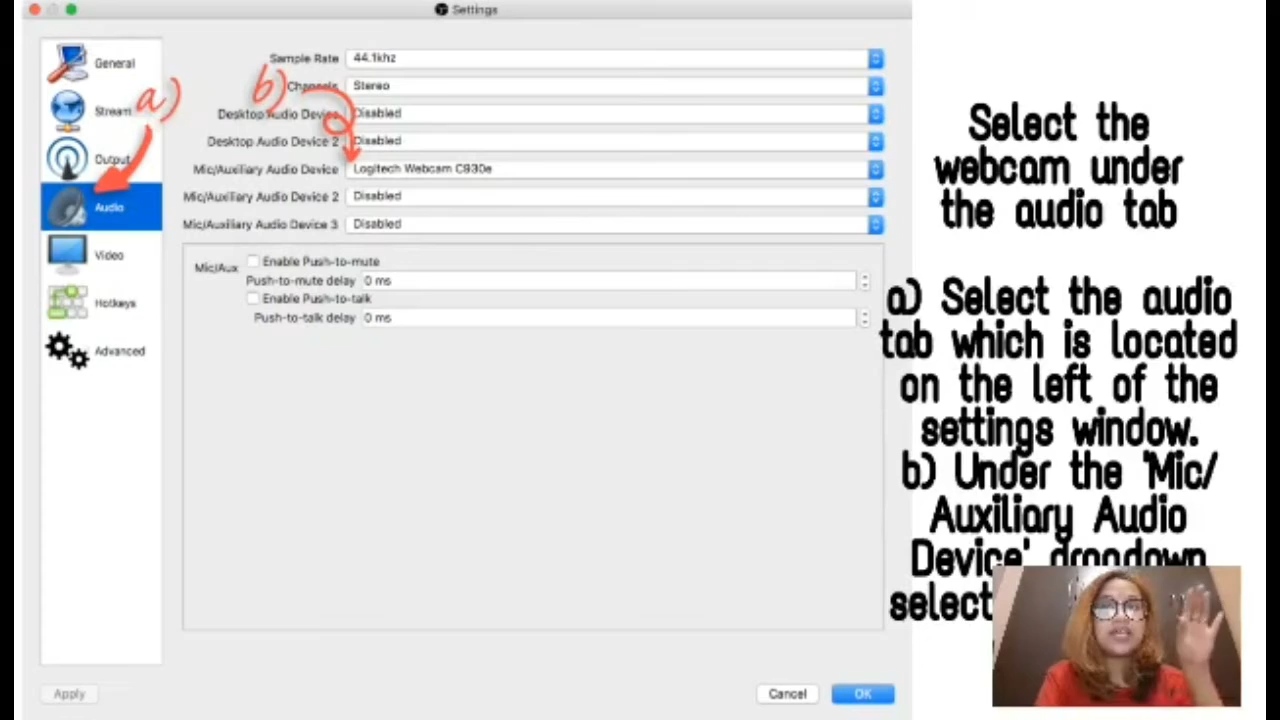 Settings
General
Stream
Output
Audio
Video
Hotkeys
Advanced
a)
b)
Sample Rate 44.1khz
Channels Stereo
Desktop Audio Device Disabled
Desktop Audio Device 2 Disabled
Mic/Auxiliary Audio Device Logitech Webcam C930e
Mic/Auxiliary Audio Device 2 Disabled
Mic/Auxiliary Audio Device 3 Disabled
Mic/Aux Enable Push-to-mute
Push-to-mute delay 0 ms
Enable Push-to-talk
Push-to-talk delay 0 ms
Apply
Cancel
OK
Select the
webcam under
the audio tab
a) Select the audio
tab which is located
on the left of the
settings window.
b) Under the 'Mic/
Auxiliary Audio
Device' dropdown
select